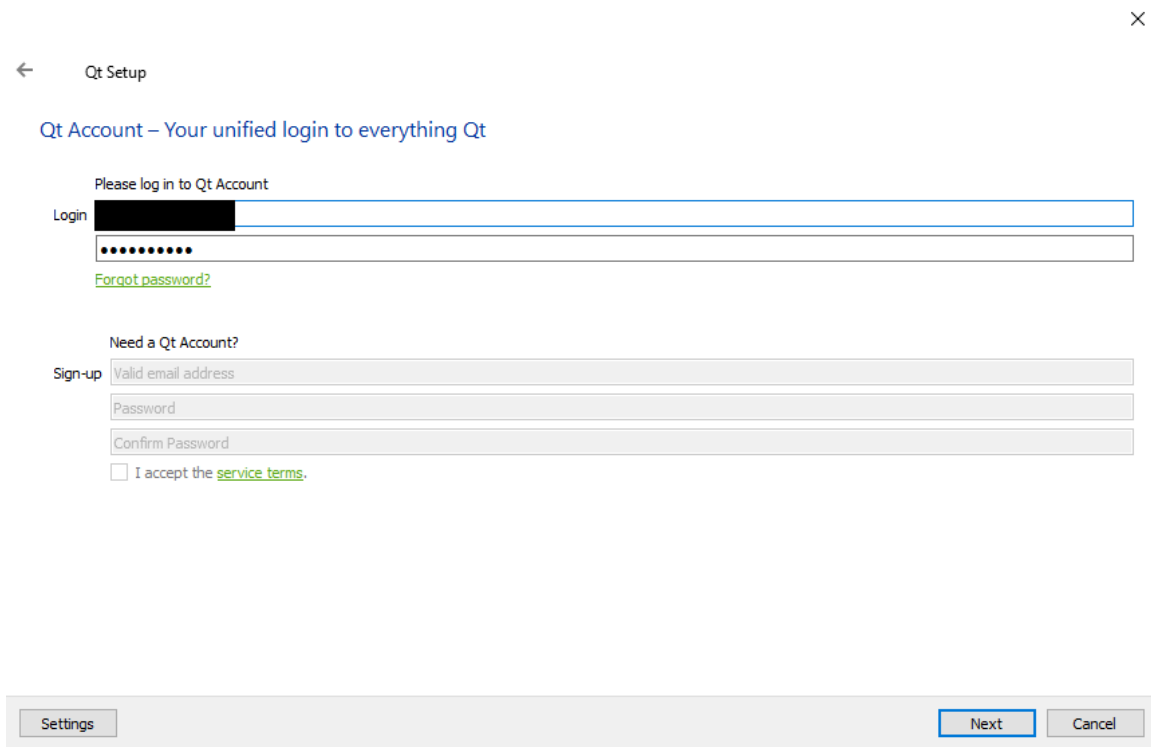 Qt Setup
Qt Account – Your unified login to everything Qt
Please log in to Qt Account
Login
●●●●●●●●●●
Forgot password?
Need a Qt Account?
Sign-up Valid email address
Password
Confirm Password
I accept the service terms.
Settings Next Cancel